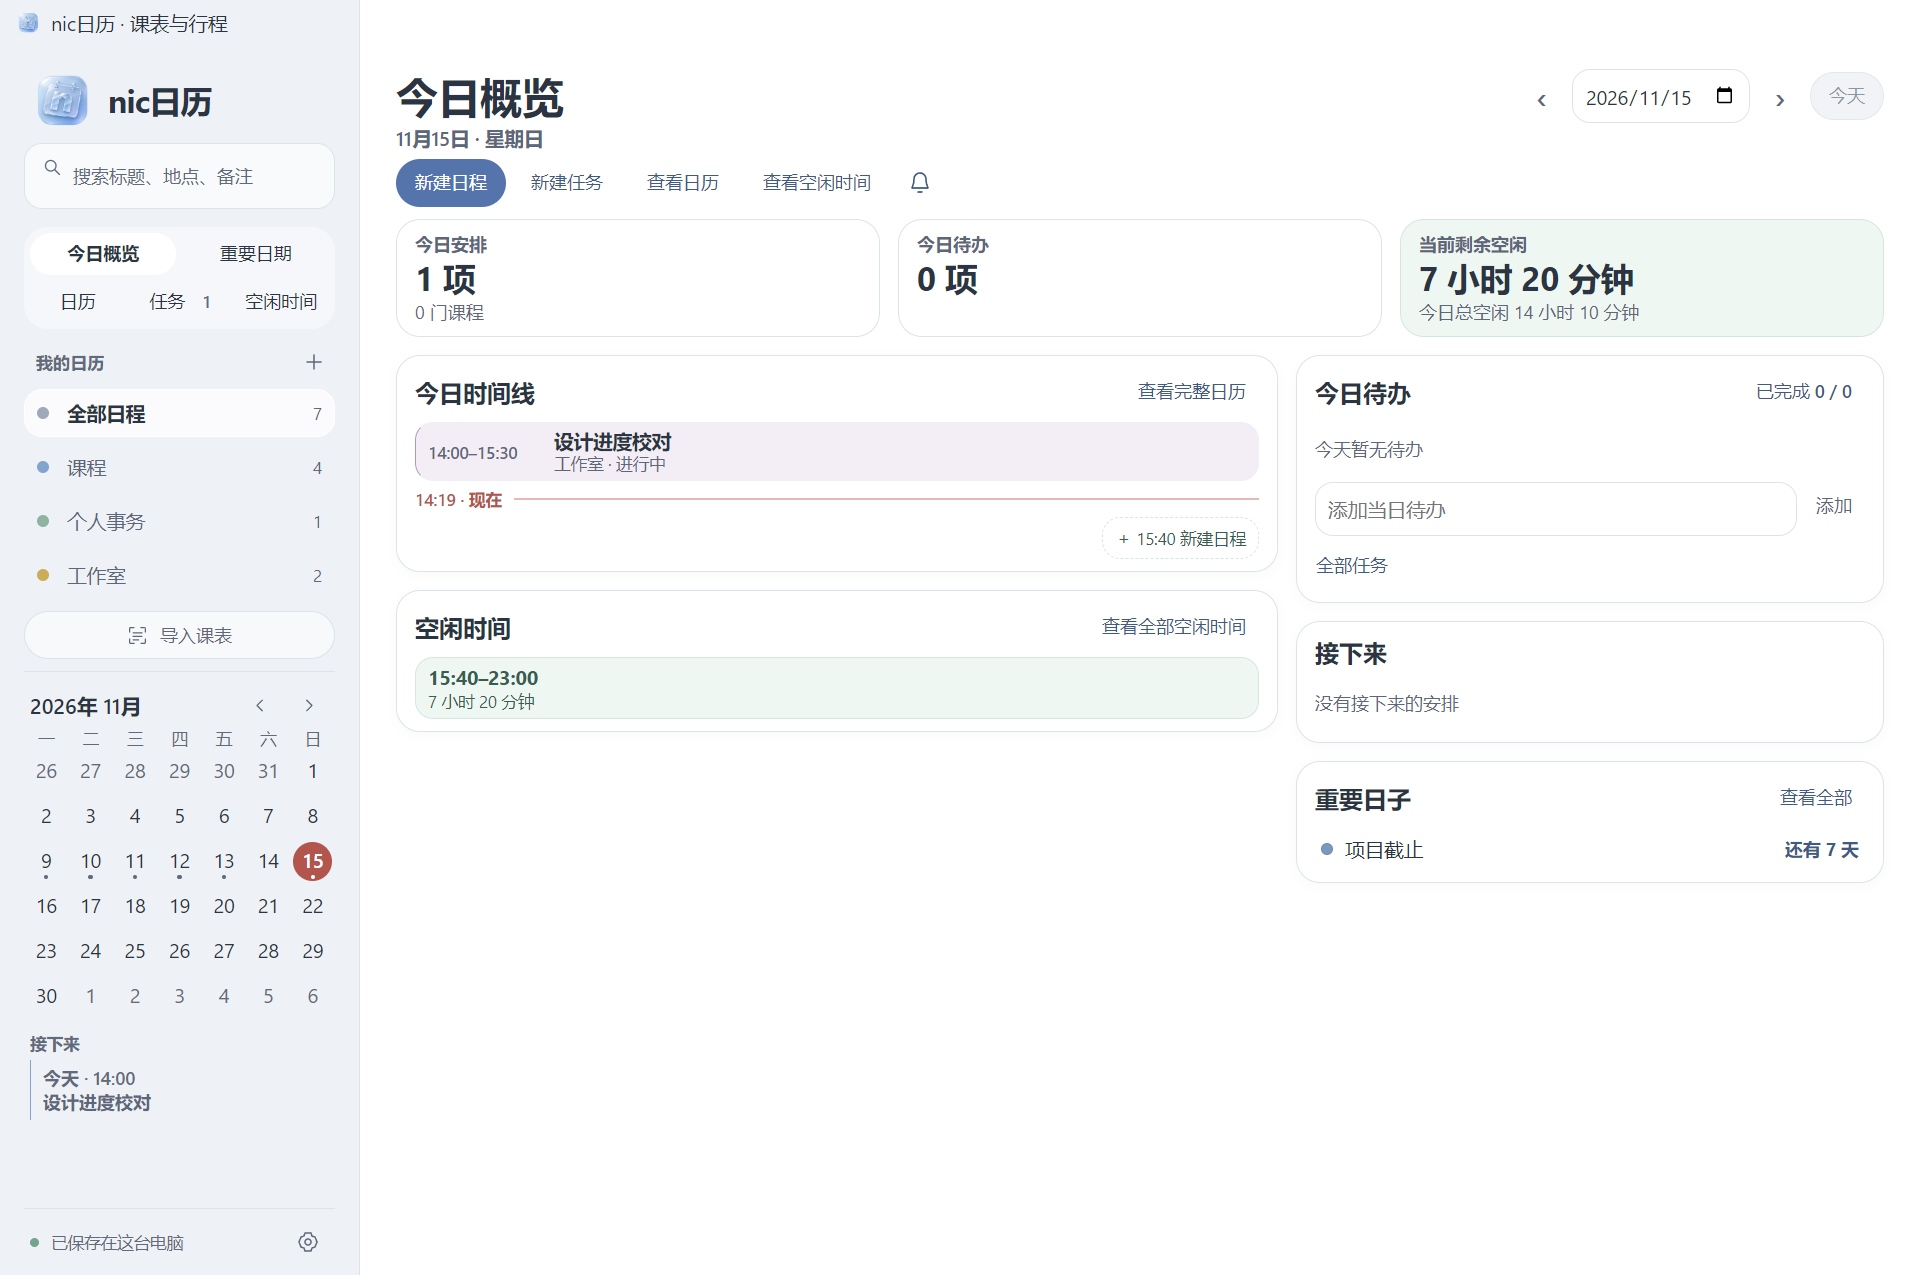 nic日历 · 课表与行程
nic日历
搜索标题、地点、备注
今日概览 重要日期
日历 任务 1 空闲时间
我的日历 +
全部日程 7
课程 4
个人事务 1
工作室 2
导入课表
2026年 11月
一 二 三 四 五 六 日
26 27 28 29 30 31 1
2 3 4 5 6 7 8
9 10 11 12 13 14 15
16 17 18 19 20 21 22
23 24 25 26 27 28 29
30 1 2 3 4 5 6
接下来
今天 · 14:00
设计进度校对
已保存在这台电脑
今日概览
11月15日 · 星期日
2026/11/15
今天
新建日程 新建任务 查看日历 查看空闲时间
今日安排
1 项
0 门课程
今日待办
0 项
当前剩余空闲
7 小时 20 分钟
今日总空闲 14 小时 10 分钟
今日时间线 查看完整日历
14:00–15:30 设计进度校对
工作室 · 进行中
14:19 · 现在
+ 15:40 新建日程
空闲时间 查看全部空闲时间
15:40–23:00
7 小时 20 分钟
今日待办 已完成 0 / 0
今天暂无待办
添加当日待办 添加
全部任务
接下来
没有接下来的安排
重要日子 查看全部
项目截止 还有 7 天